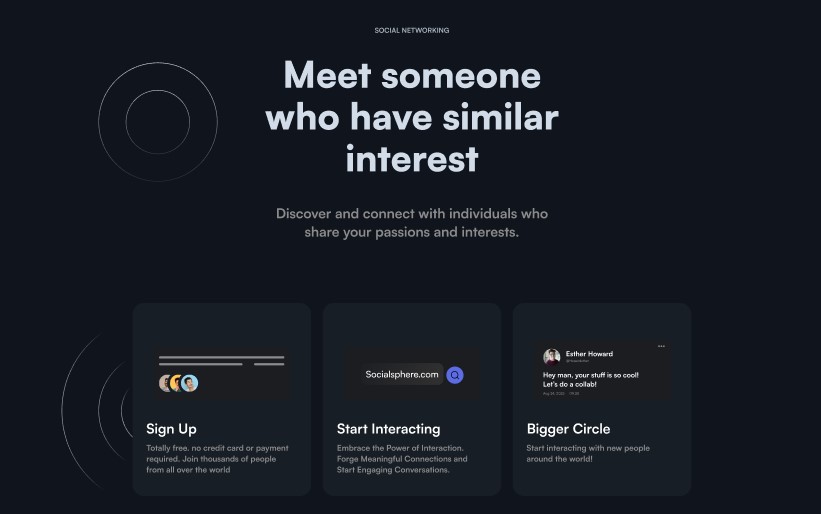 SOCIAL NETWORKING
Meet someone
who have similar
interest
Discover and connect with individuals who
share your passions and interests.
Sign Up
Totally free, no credit card or payment
required. Join thousands of people
from all over the world
Socialsphere.com
Start Interacting
Embrace the Power of Interaction.
Forge Meaningful Connections and
Start Engaging Conversations.
Esther Howard
Hey man, your stuff is so cool!
Let's do a collab!
Bigger Circle
Start interacting with new people
around the world!